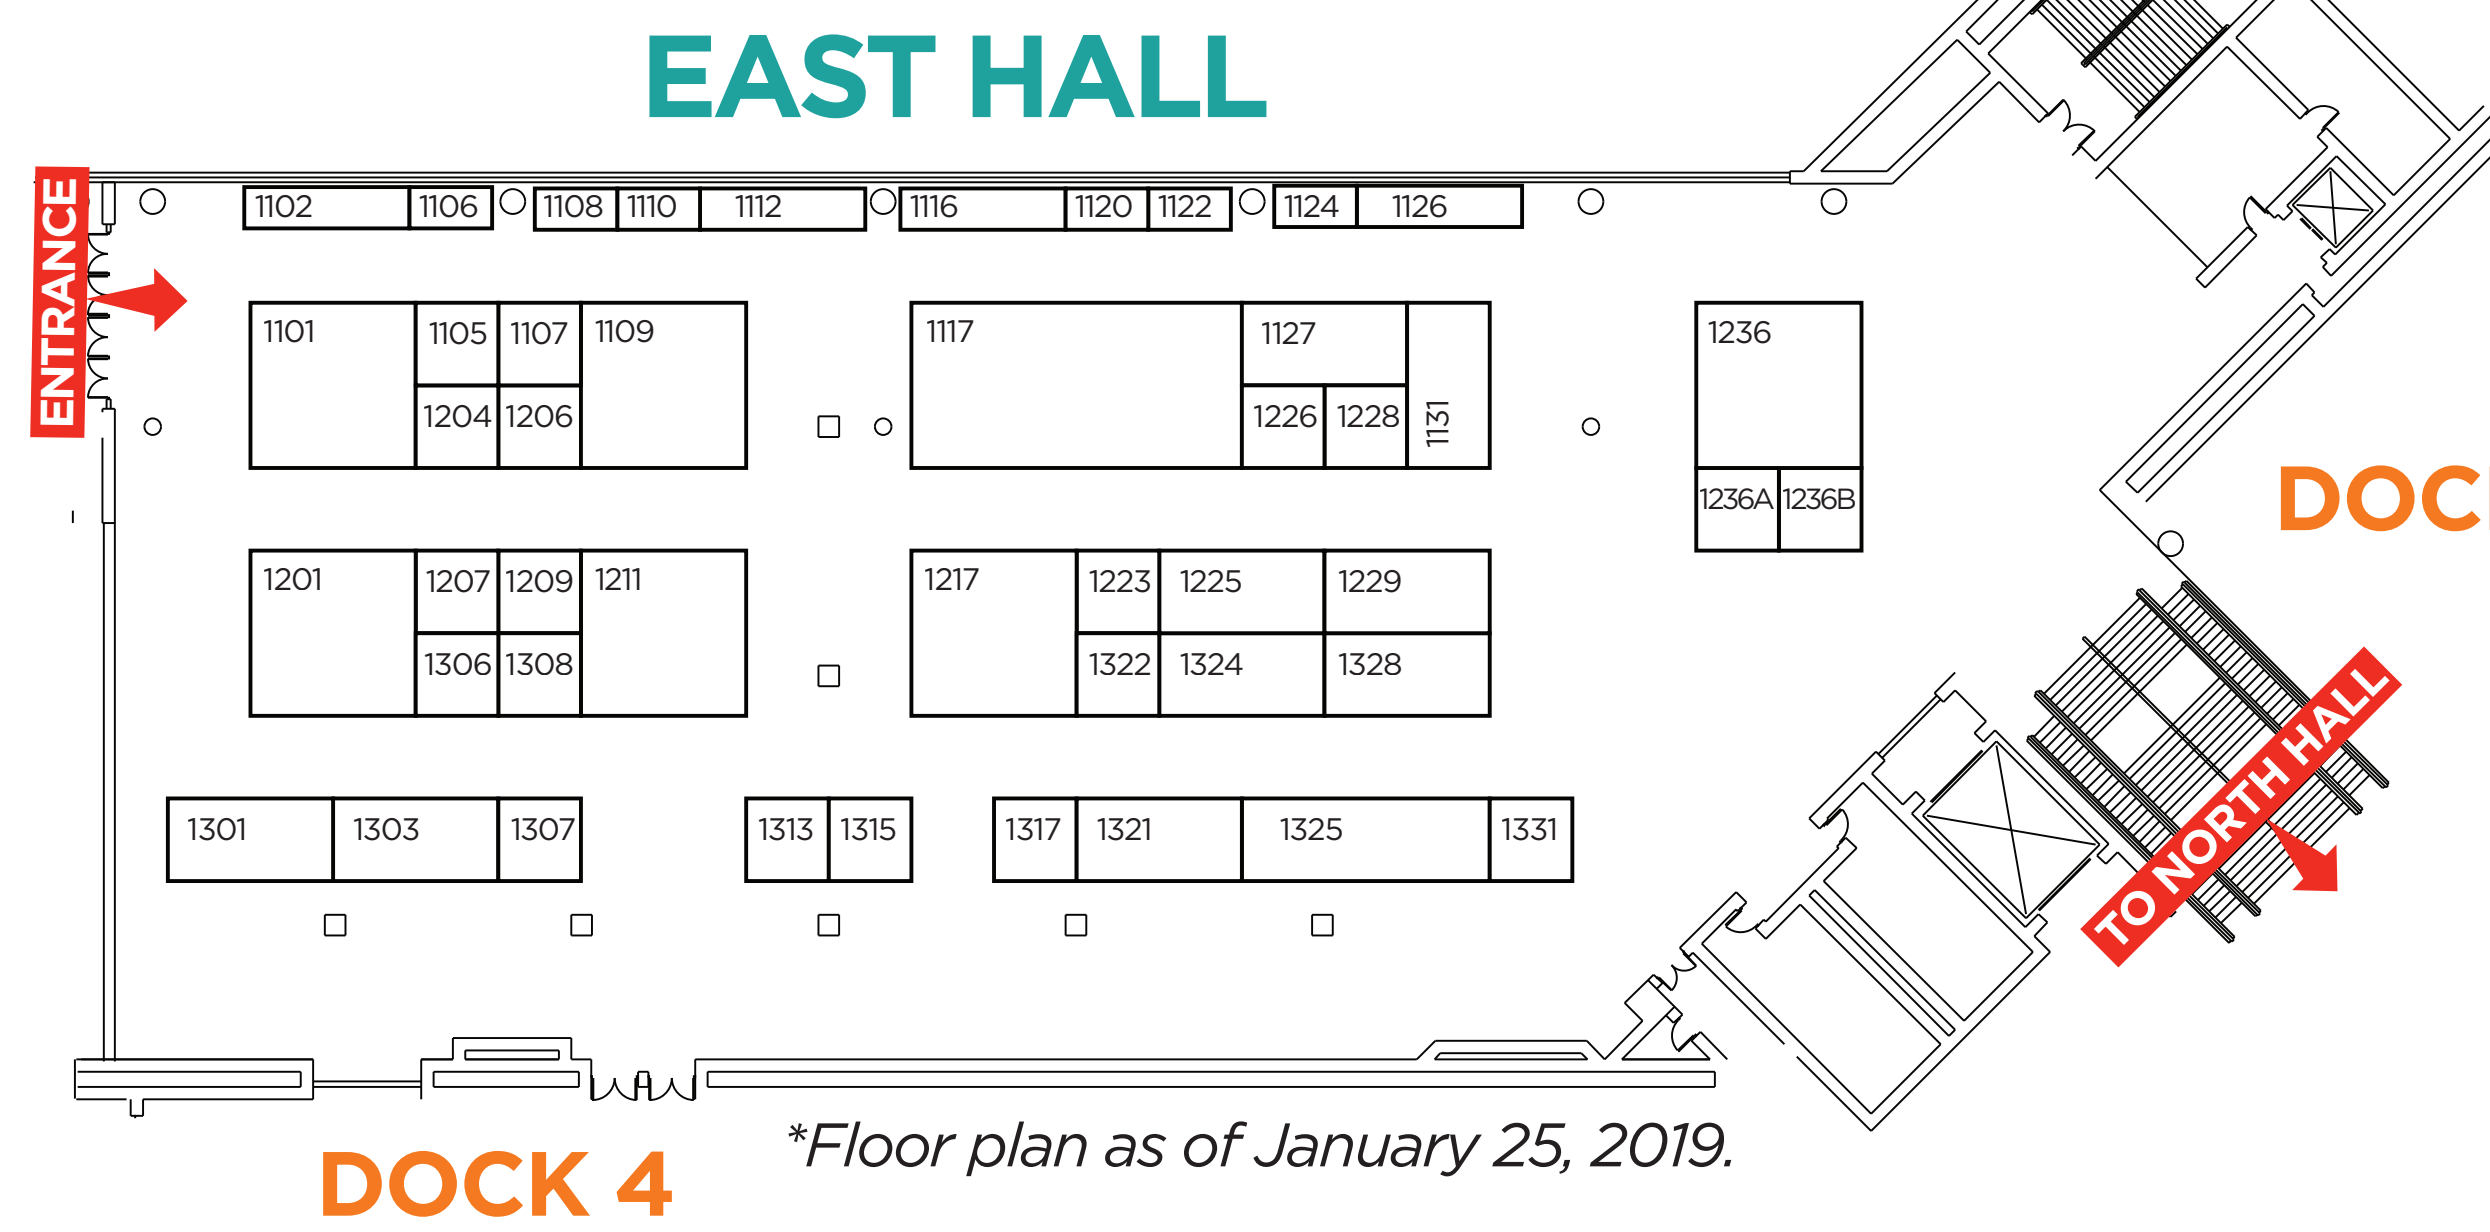 EAST HALL
ENTRANCE
1102 1106 1108 1110 1112 1116 1120 1122 1124 1126
1101 1105 1107 1109 1117 1127 1236
1204 1206 1226 1228 1131
1236A 1236B
DOC
1201 1207 1209 1211 1217 1223 1225 1229
1306 1308 1322 1324 1328
TO NORTH HALL
1301 1303 1307 1313 1315 1317 1321 1325 1331
*Floor plan as of January 25, 2019.
DOCK 4